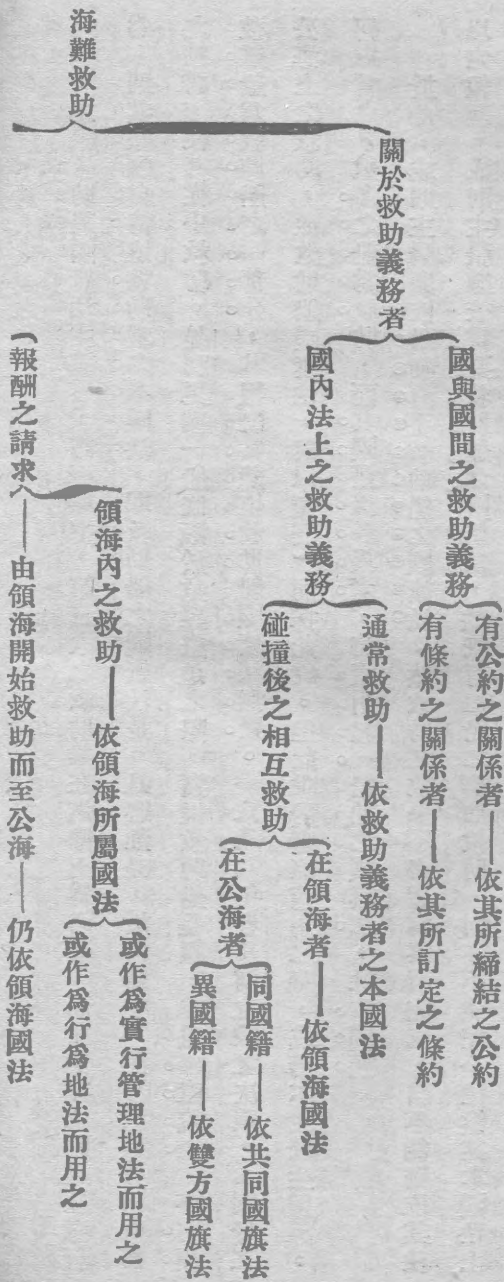 海難救助
關於救助義務者
國與國間之救助義務
有公約之關係者——依其所締結之公約
有條約之關係者——依其所訂定之條約
國內法上之救助義務
通常救助——依救助義務者之本國法
碰撞後之相互救助
在領海者——依領海國法
在公海者
同國籍——依共同國旗法
異國籍——依雙方國旗法
報酬之請求
領海內之救助——依領海所屬國法
或作爲實行管理地法而用之
或作爲行爲地法而用之
——由領海開始救助而至公海——仍依領海國法